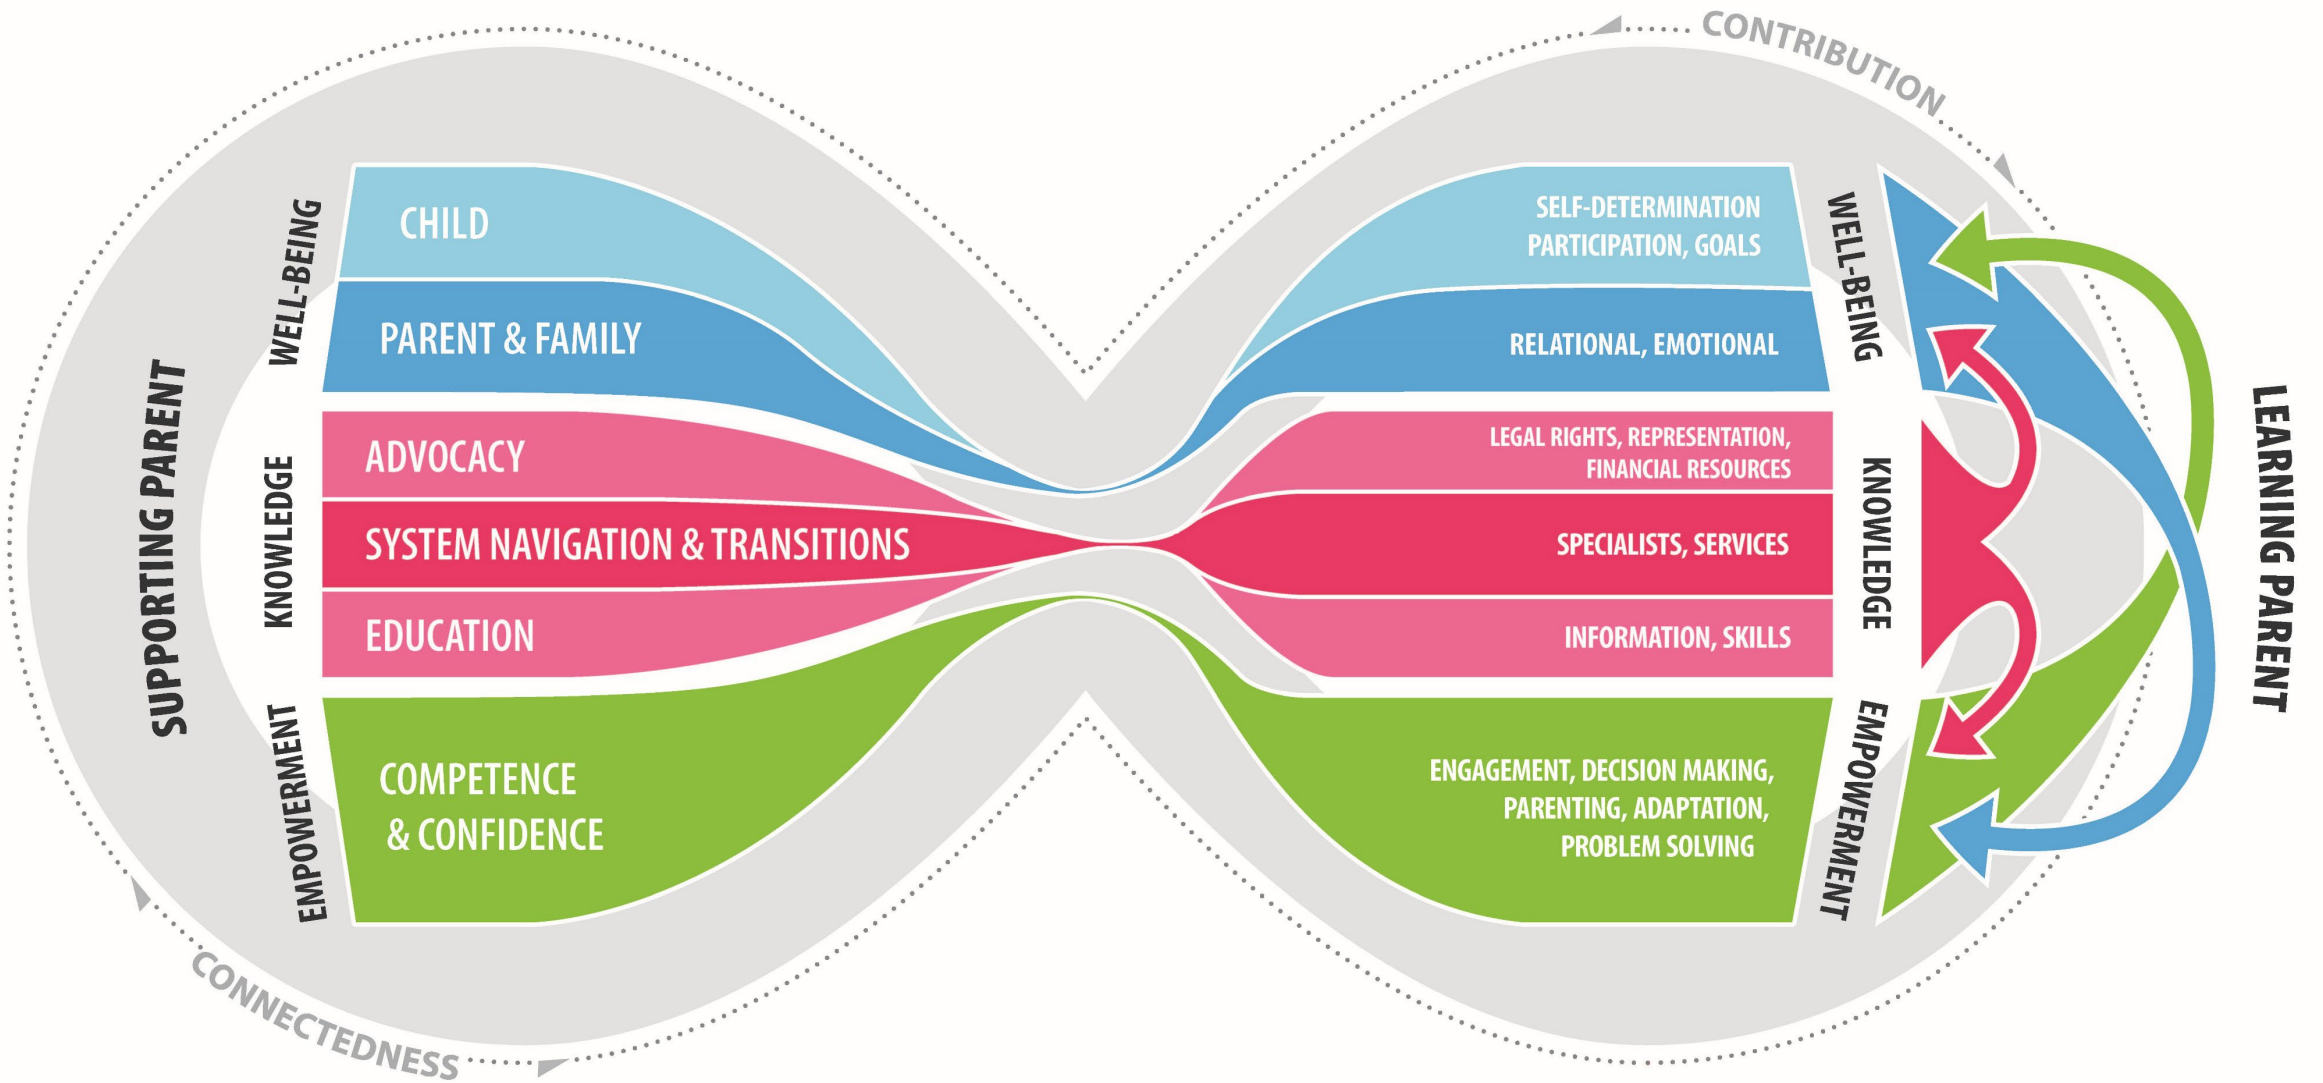 SUPPORTING PARENT
WELL-BEING
CHILD
PARENT & FAMILY
KNOWLEDGE
ADVOCACY
SYSTEM NAVIGATION & TRANSITIONS
EDUCATION
EMPOWERMENT
COMPETENCE
& CONFIDENCE
CONNECTEDNESS
CONTRIBUTION
SELF-DETERMINATION
PARTICIPATION, GOALS
RELATIONAL, EMOTIONAL
WELL-BEING
LEGAL RIGHTS, REPRESENTATION,
FINANCIAL RESOURCES
SPECIALISTS, SERVICES
INFORMATION, SKILLS
KNOWLEDGE
ENGAGEMENT, DECISION MAKING,
PARENTING, ADAPTATION,
PROBLEM SOLVING
EMPOWERMENT
LEARNING PARENT